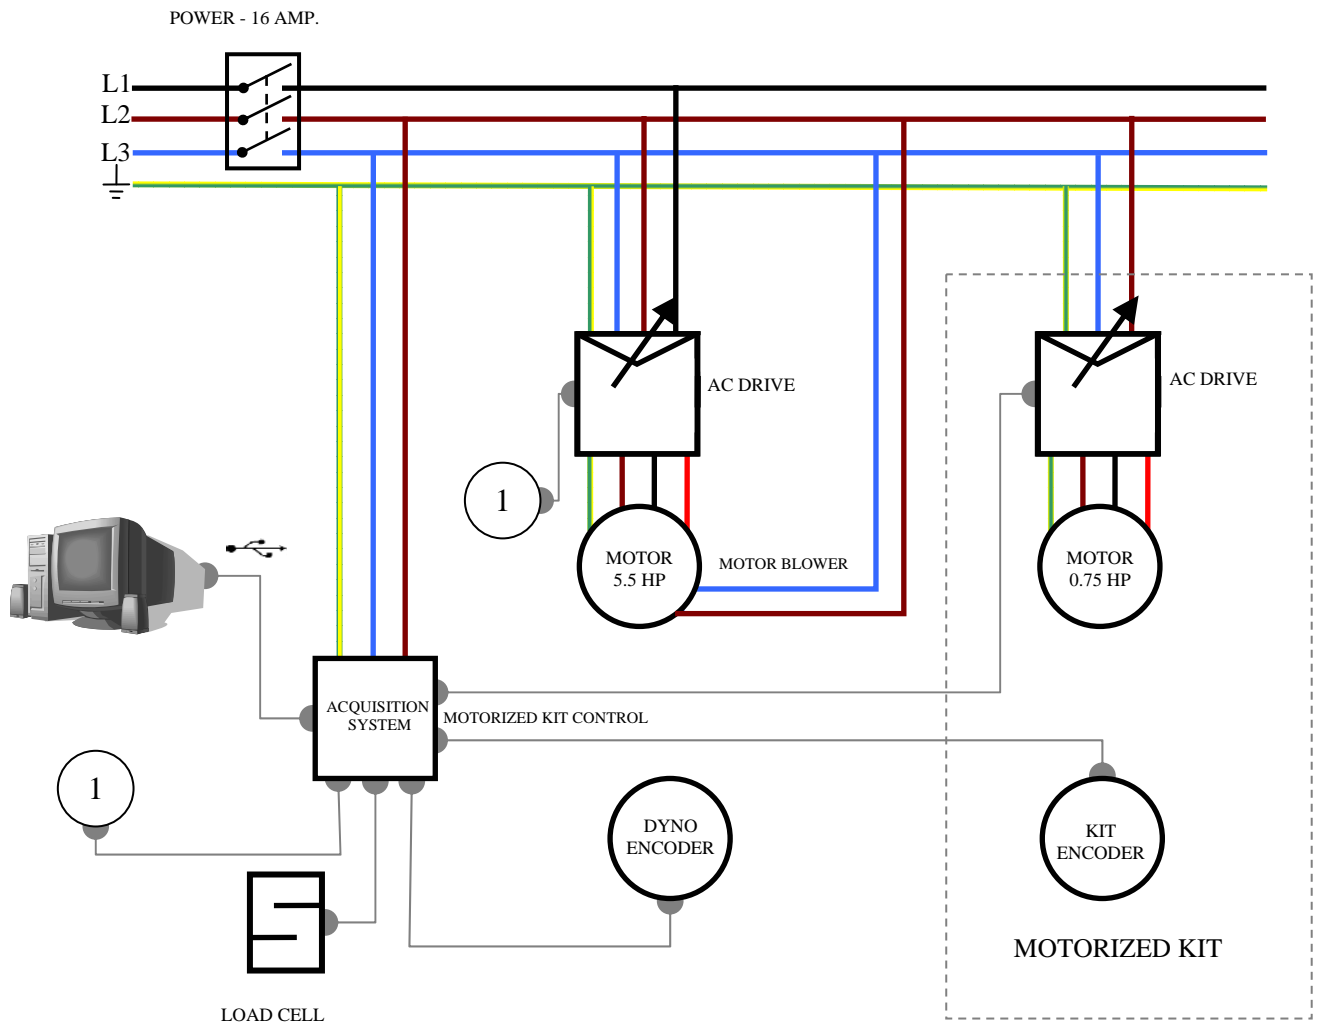 POWER - 16 AMP.
L1
L2
L3
AC DRIVE
AC DRIVE
1
MOTOR
5.5 HP
MOTOR BLOWER
MOTOR
0.75 HP
ACQUISITION
SYSTEM
MOTORIZED KIT CONTROL
1
DYNO
ENCODER
KIT
ENCODER
MOTORIZED KIT
LOAD CELL